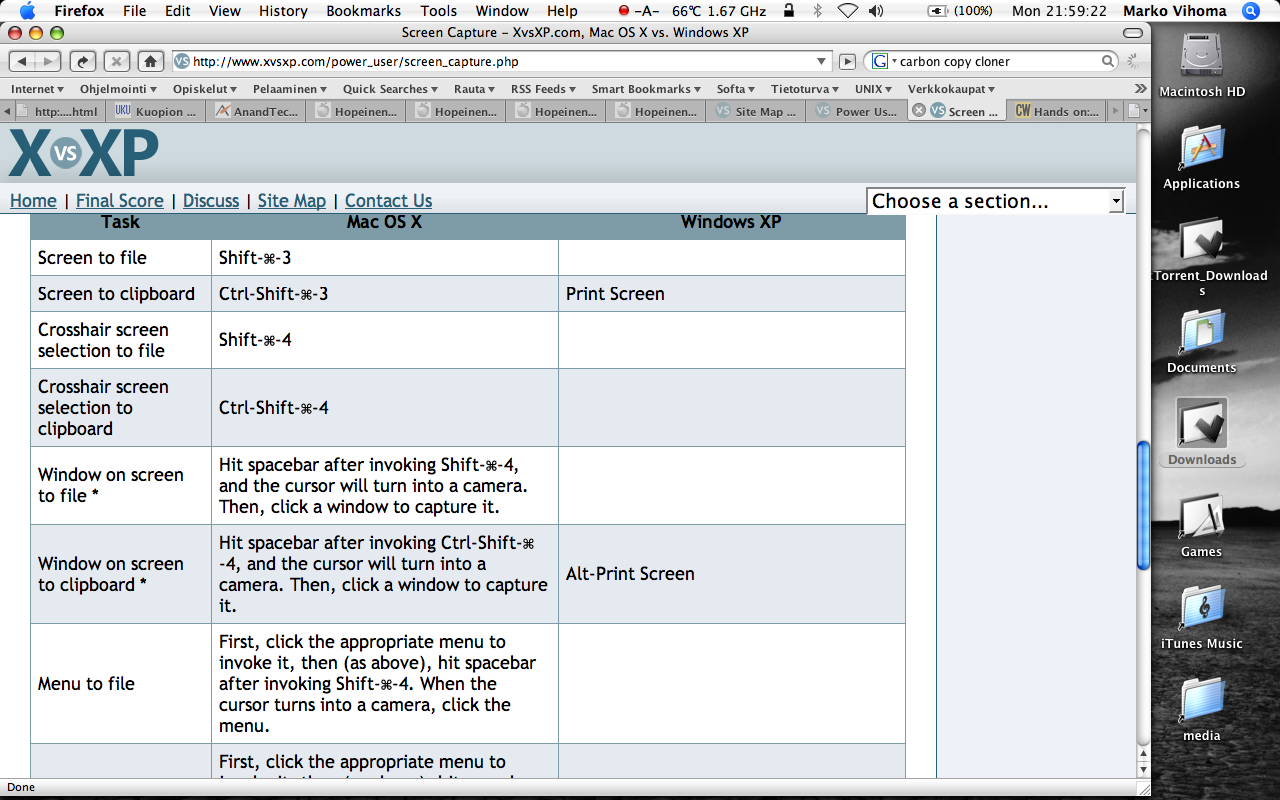 Firefox File Edit View History Bookmarks Tools Window Help -A- 66℃ 1.67 GHz (100%) Mon 21:59:22 Marko Vihoma
Screen Capture – XvsXP.com, Mac OS X vs. Windows XP
http://www.xvsxp.com/power_user/screen_capture.php G carbon copy cloner
Internet Ohjelmointi Opiskelut Pelaaminen Quick Searches Rauta RSS Feeds Smart Bookmarks Softa Tietoturva UNIX Verkkokaupat
http:....html KUO Kuopion ... AnandTec... Hopeinen... Hopeinen... Hopeinen... Hopeinen... VS Site Map ... VS Power Us... VS Screen ... CW Hands on:...
X VS XP
Home | Final Score | Discuss | Site Map | Contact Us
Choose a section...
Task Mac OS X Windows XP
Screen to file Shift-⌘-3
Screen to clipboard Ctrl-Shift-⌘-3 Print Screen
Crosshair screen
selection to file
Shift-⌘-4
Crosshair screen
selection to
clipboard
Ctrl-Shift-⌘-4
Window on screen
to file *
Hit spacebar after invoking Shift-⌘-4,
and the cursor will turn into a camera.
Then, click a window to capture it.
Window on screen
to clipboard *
Hit spacebar after invoking Ctrl-Shift-⌘
-4, and the cursor will turn into a
camera. Then, click a window to capture
it.
Alt-Print Screen
Menu to file
First, click the appropriate menu to
invoke it, then (as above), hit spacebar
after invoking Shift-⌘-4. When the
cursor turns into a camera, click the
menu.
First, click the appropriate menu to
Done
Macintosh HD
Applications
Torrent_Download
s
Documents
Downloads
Games
iTunes Music
media